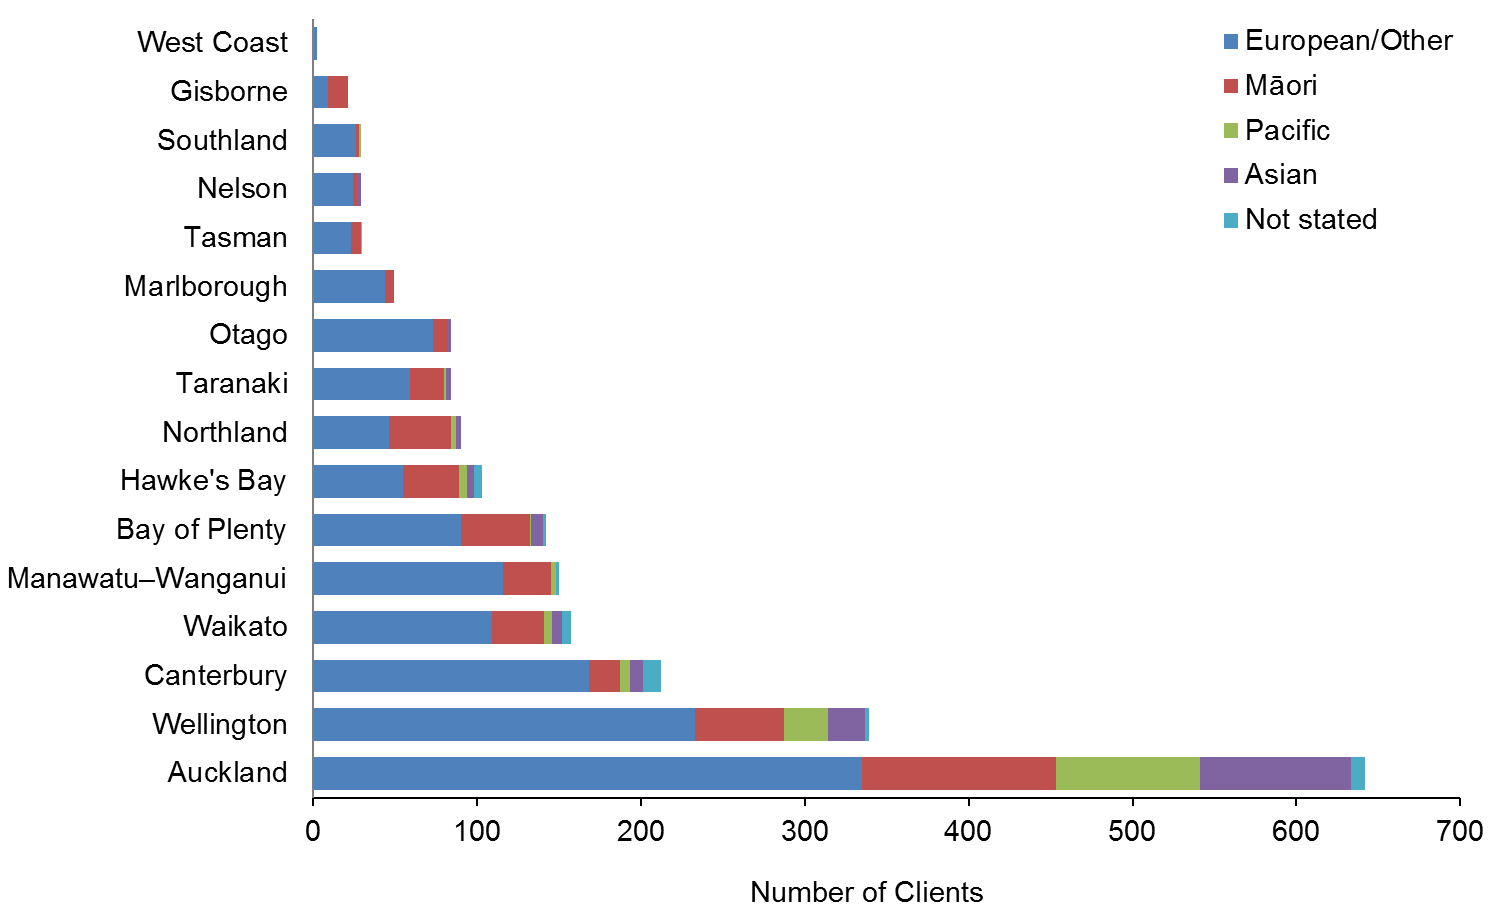 West Coast
Gisborne
Southland
Nelson
Tasman
Marlborough
Otago
Taranaki
Northland
Hawke's Bay
Bay of Plenty
Manawatu–Wanganui
Waikato
Canterbury
Wellington
Auckland
0 100 200 300 400 500 600 700
Number of Clients
European/Other
Māori
Pacific
Asian
Not stated